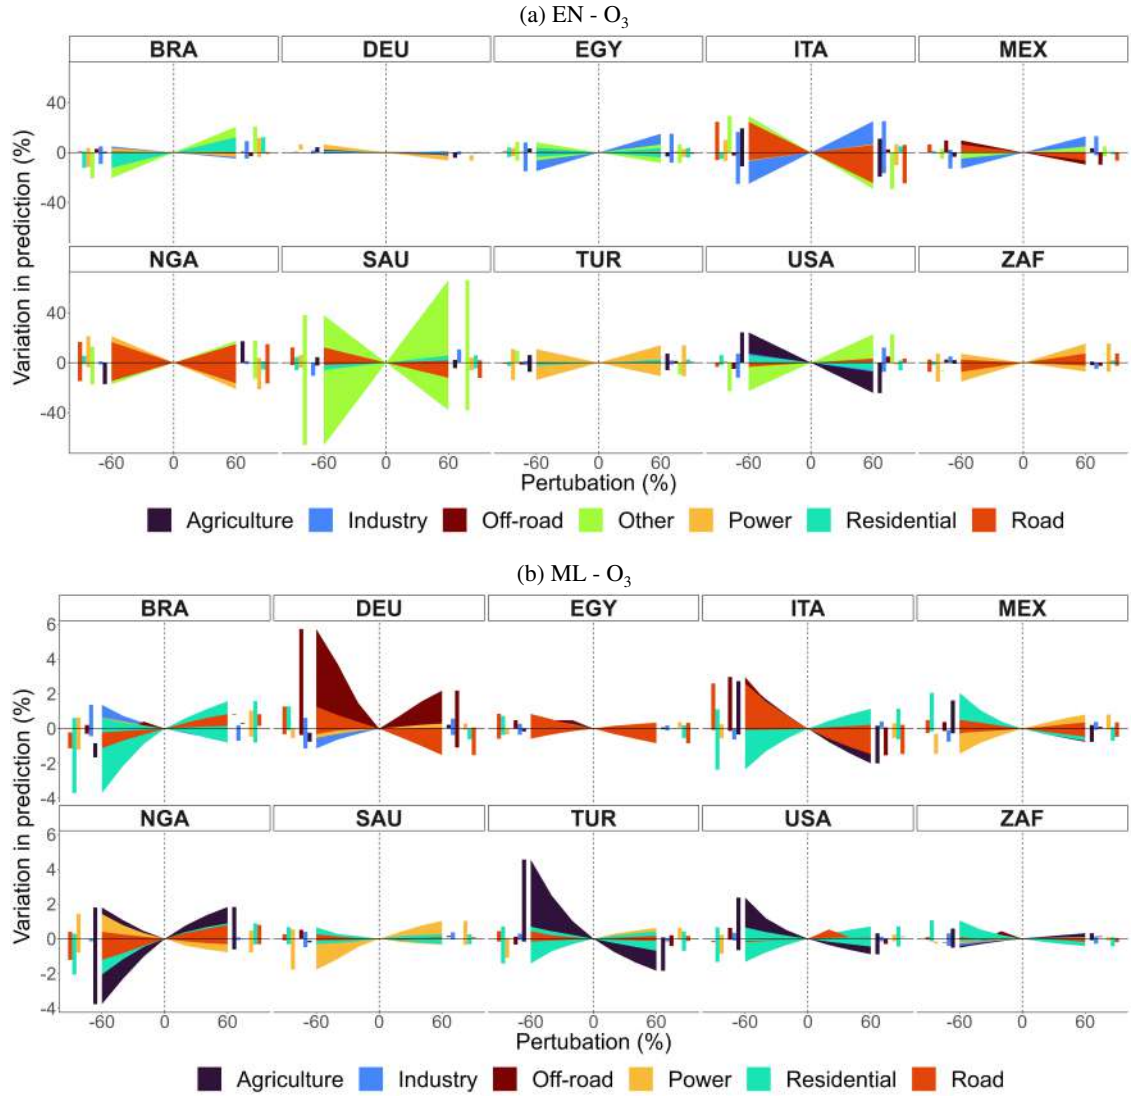 (a) EN - O3
BRA DEU EGY ITA MEX
40
0
-40
NGA SAU TUR USA ZAF
40
0
-40
Variation in prediction (%)
-60 0 60 -60 0 60 -60 0 60 -60 0 60 -60 0 60
Pertubation (%)
Agriculture Industry Off-road Other Power Residential Road
(b) ML - O3
BRA DEU EGY ITA MEX
6
4
2
0
-2
-4
NGA SAU TUR USA ZAF
6
4
2
0
-2
-4
Variation in prediction (%)
-60 0 60 -60 0 60 -60 0 60 -60 0 60 -60 0 60
Pertubation (%)
Agriculture Industry Off-road Power Residential Road